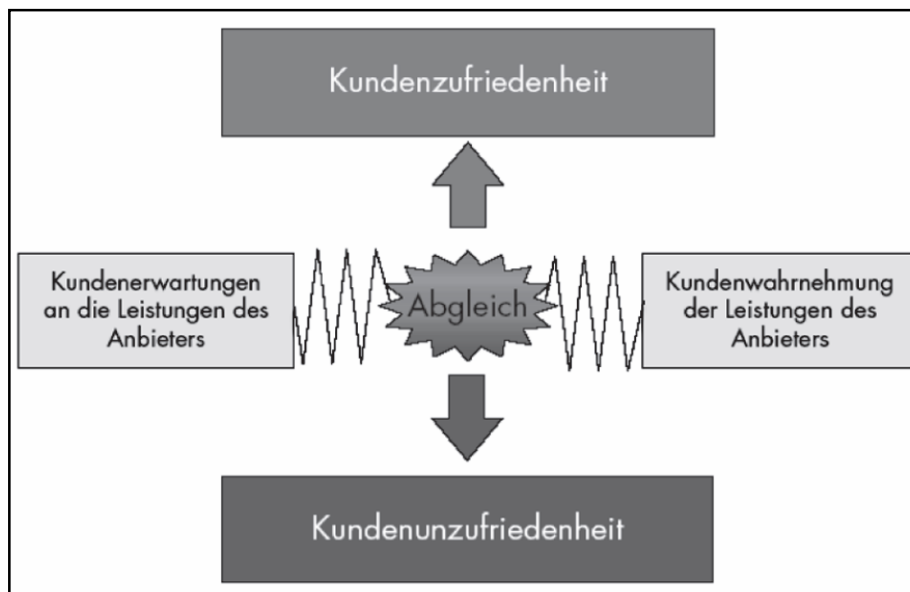 Kundenzufriedenheit
Kundenerwartungen
an die Leistungen des
Anbieters
Abgleich
Kundenwahrnehmung
der Leistungen des
Anbieters
Kundenunzufriedenheit